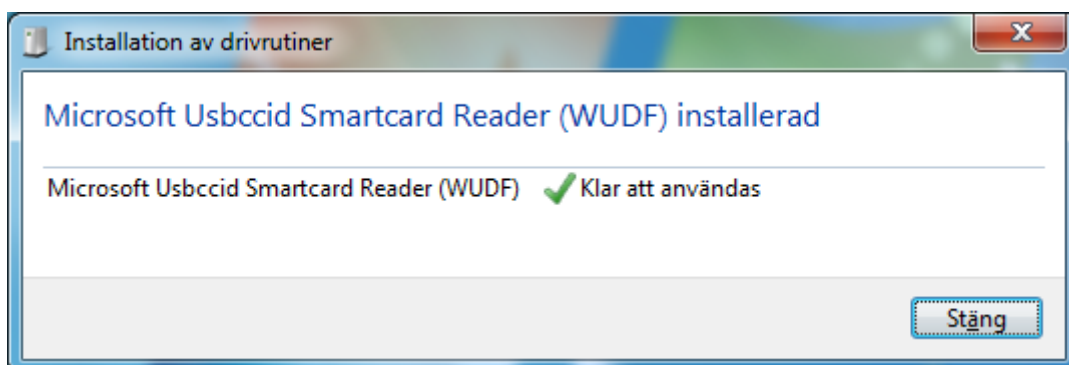 Installation av drivrutiner
Microsoft Usbccid Smartcard Reader (WUDF) installerad
Microsoft Usbccid Smartcard Reader (WUDF) Klar att användas
Stäng